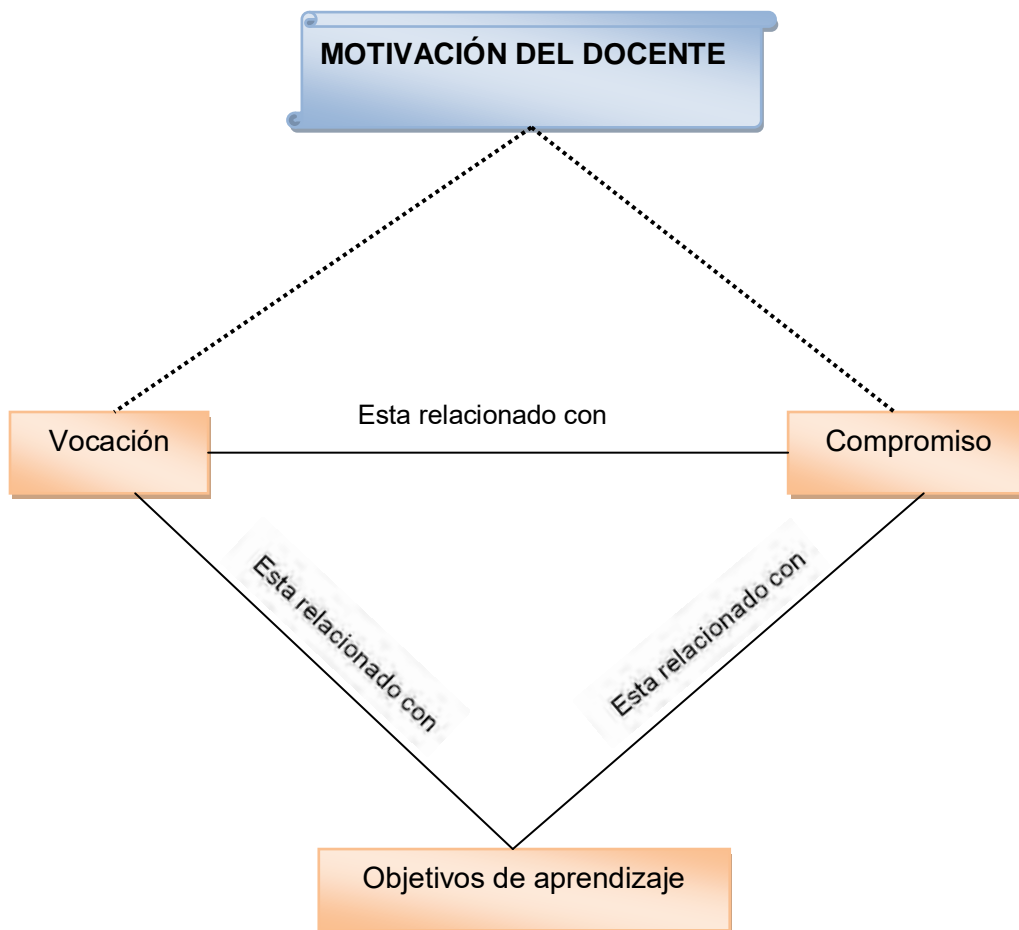 MOTIVACIÓN DEL DOCENTE
Esta relacionado con
Vocación
Compromiso
Esta relacionado con
Esta relacionado con
Objetivos de aprendizaje